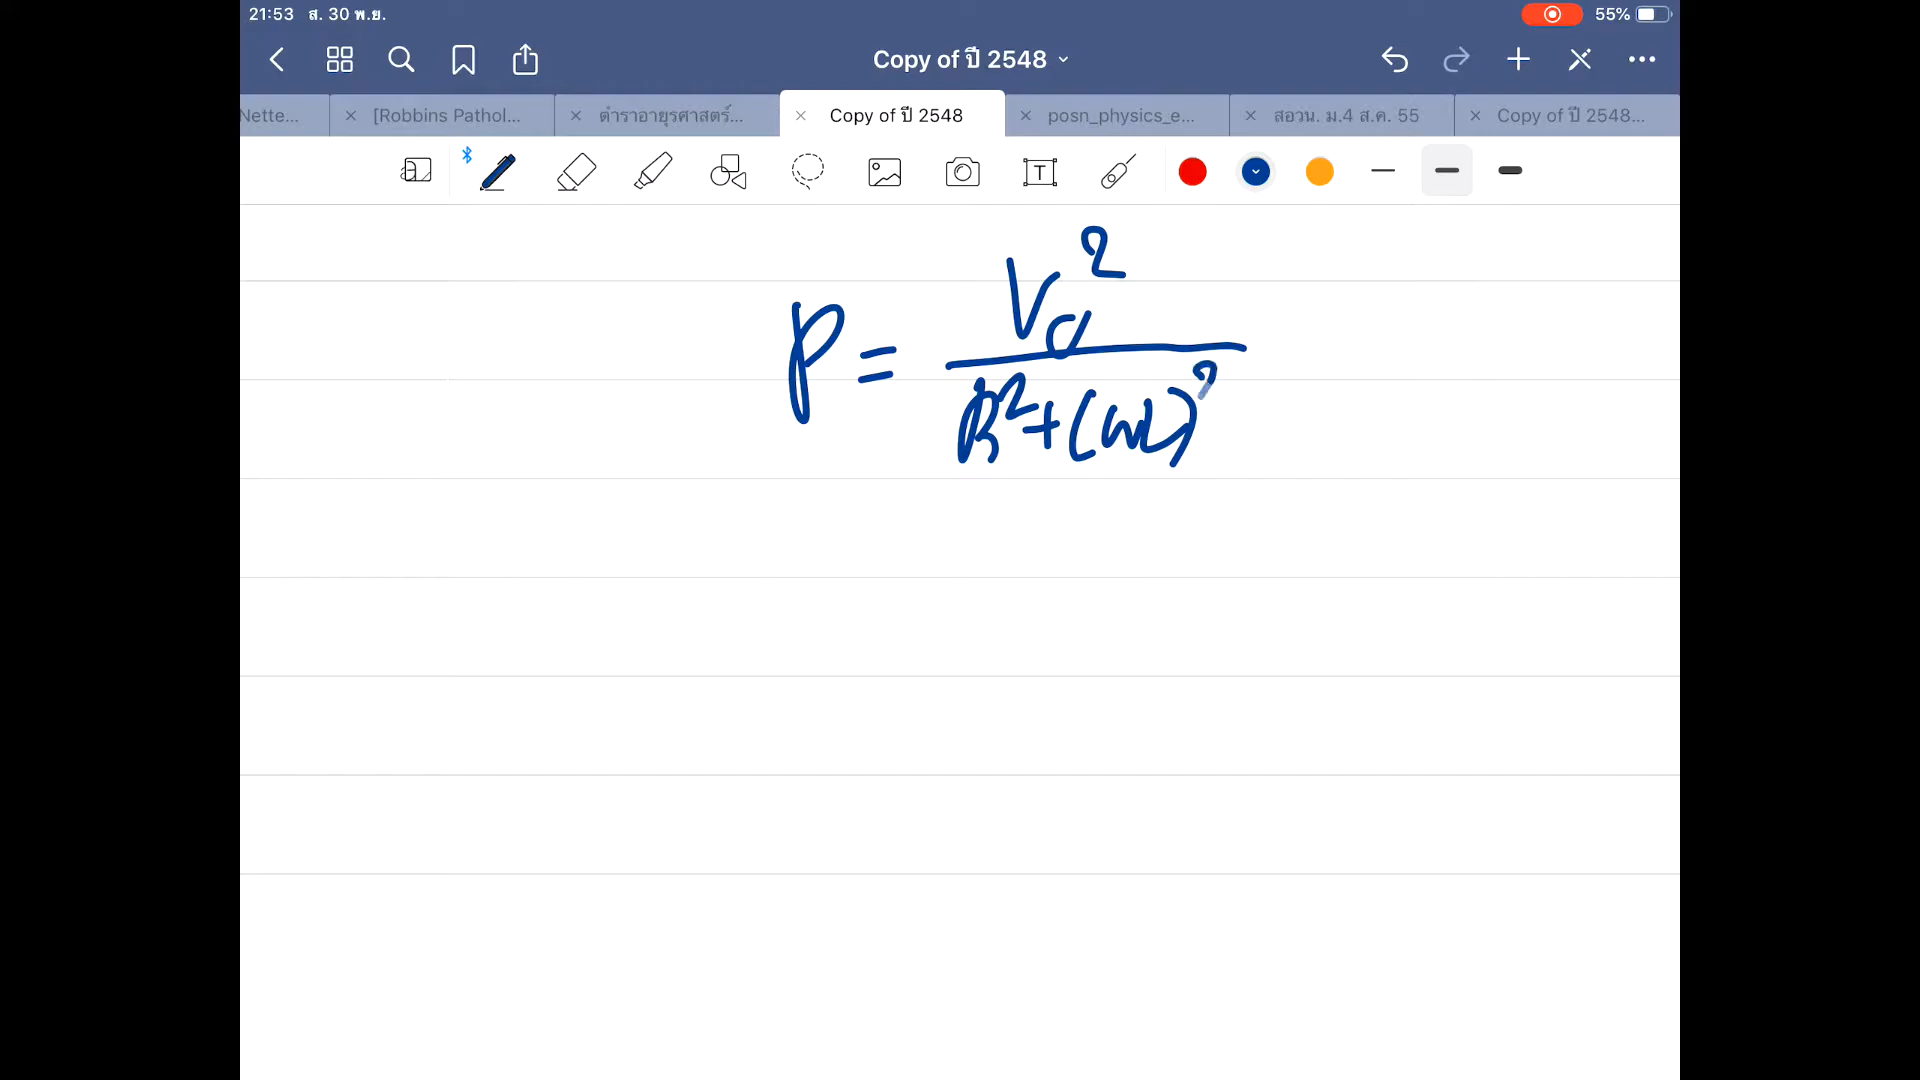 21:53 ส. 30 พ.ย. 55%
Copy of ปี 2548
Nette... [Robbins Pathol... ตำราอายุรศาสตร์... Copy of ปี 2548 posn_physics_e... สอวน. ม.4 ส.ค. 55 Copy of ปี 2548...
T
P = V 2
R² + (ωL)²